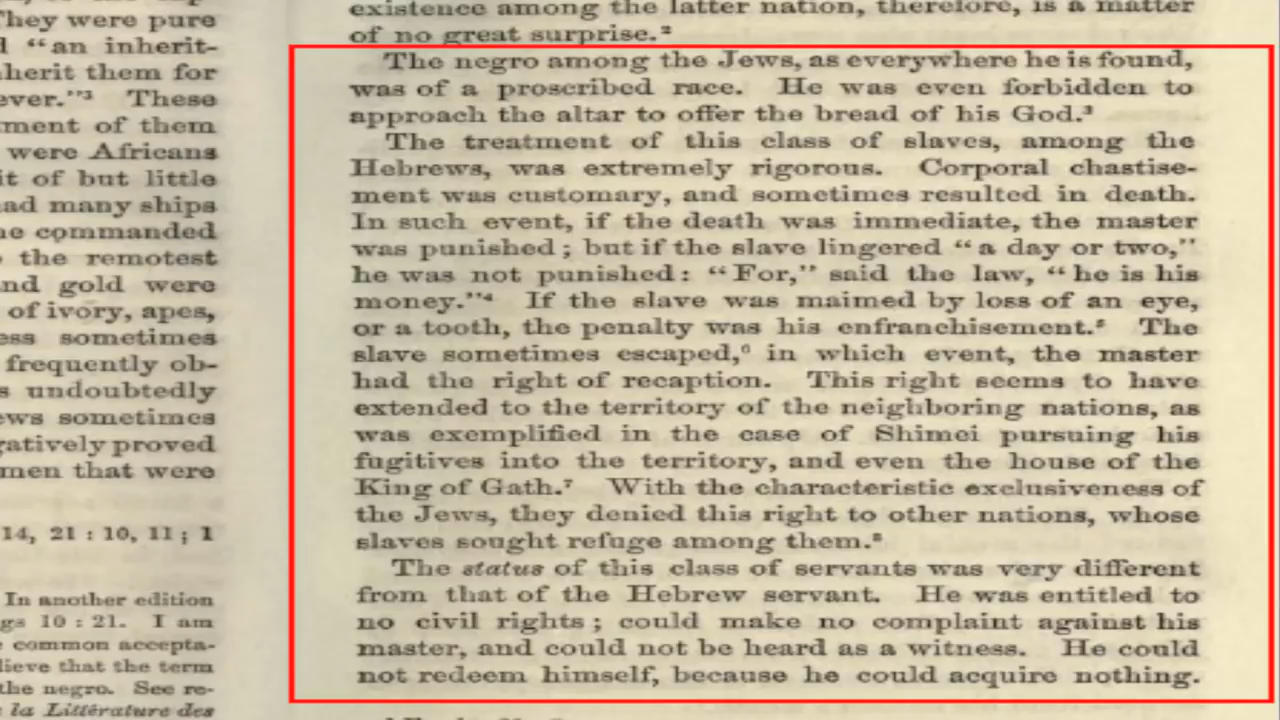 They were pure
"an inherit-
inherit them for
ever."³ These
ment of them
were Africans
it of but little
had many ships
he commanded
the remotest
and gold were
of ivory, apes,
ess sometimes
frequently ob-
s undoubtedly
ews sometimes
gatively proved
men that were
14, 21 : 10, 11 ; 1
In another edition
gs 10 : 21. I am
common accepta-
lieve that the term
the negro. See re-
la Littérature des
existence among the latter nation, therefore, is a matter
of no great surprise.²
The negro among the Jews, as everywhere he is found,
was of a proscribed race. He was even forbidden to
approach the altar to offer the bread of his God.³
The treatment of this class of slaves, among the
Hebrews, was extremely rigorous. Corporal chastise-
ment was customary, and sometimes resulted in death.
In such event, if the death was immediate, the master
was punished ; but if the slave lingered "a day or two,"
he was not punished: "For," said the law, "he is his
money."⁴ If the slave was maimed by loss of an eye,
or a tooth, the penalty was his enfranchisement.⁵ The
slave sometimes escaped,⁶ in which event, the master
had the right of recaption. This right seems to have
extended to the territory of the neighboring nations, as
was exemplified in the case of Shimei pursuing his
fugitives into the territory, and even the house of the
King of Gath.⁷ With the characteristic exclusiveness of
the Jews, they denied this right to other nations, whose
slaves sought refuge among them.⁸
The status of this class of servants was very different
from that of the Hebrew servant. He was entitled to
no civil rights ; could make no complaint against his
master, and could not be heard as a witness. He could
not redeem himself, because he could acquire nothing.